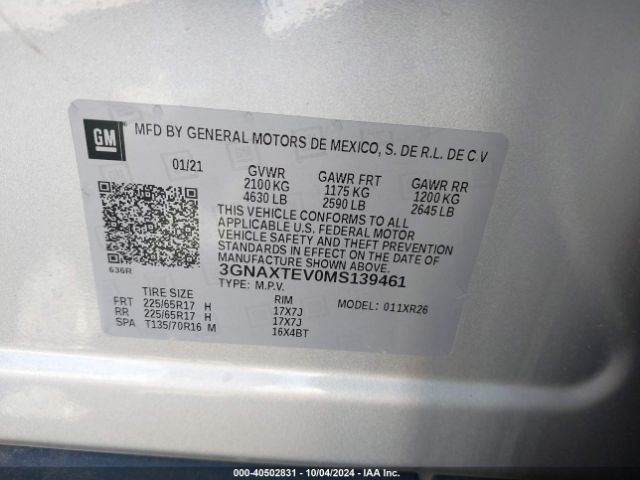 GM
MFD BY GENERAL MOTORS DE MEXICO, S. DE R.L. DE C.V
01/21 GVWR GAWR FRT GAWR RR
2100 KG 1175 KG 1200 KG
4630 LB 2590 LB 2645 LB
THIS VEHICLE CONFORMS TO ALL
APPLICABLE U.S. FEDERAL MOTOR
VEHICLE SAFETY AND THEFT PREVENTION
STANDARDS IN EFFECT ON THE DATE OF
MANUFACTURE SHOWN ABOVE.
636R 3GNAXTEV0MS139461
TYPE: M.P.V.
TIRE SIZE RIM MODEL: 011XR26
FRT 225/65R17 H 17X7J
RR 225/65R17 H 17X7J
SPA T135/70R16 M 16X4BT
000-40502831 - 10/04/2024 - IAA Inc.